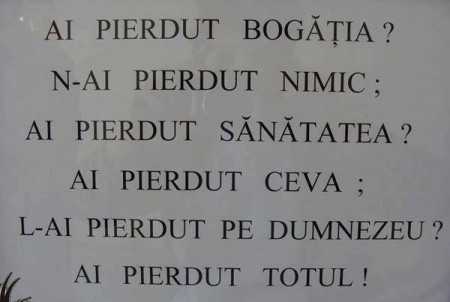 AI PIERDUT BOGĂȚIA ?
N-AI PIERDUT NIMIC ;
AI PIERDUT SĂNĂTATEA ?
AI PIERDUT CEVA ;
L-AI PIERDUT PE DUMNEZEU ?
AI PIERDUT TOTUL !